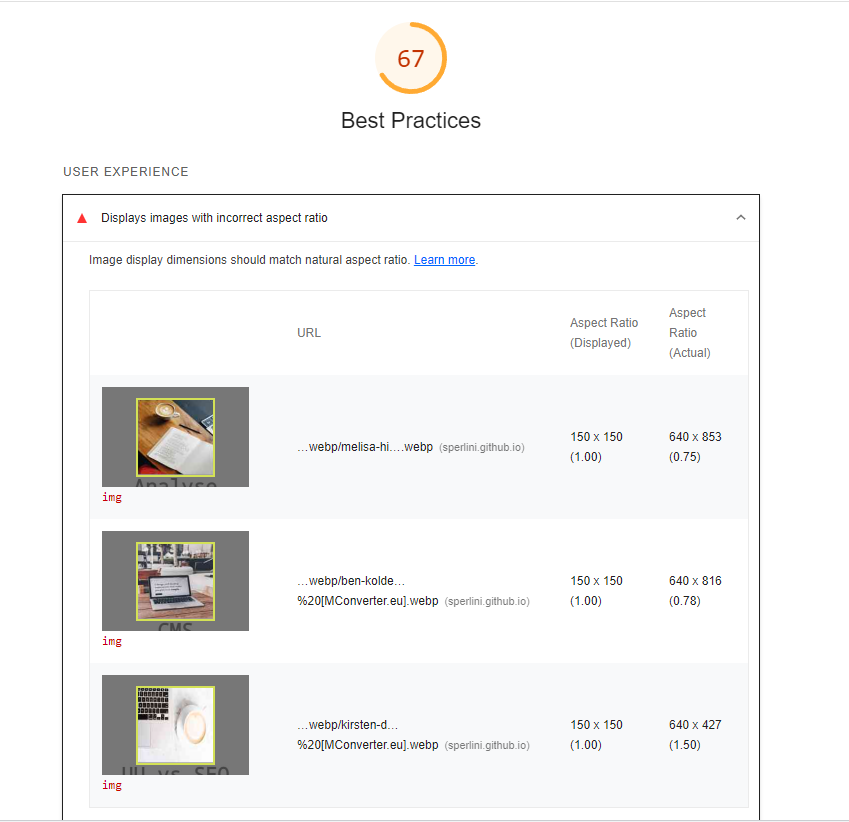 67
Best Practices
USER EXPERIENCE
Displays images with incorrect aspect ratio
Image display dimensions should match natural aspect ratio. Learn more.
URL
Aspect Ratio
(Displayed)
Aspect
Ratio
(Actual)
Analyse
img
…webp/melisa-hi….webp (sperlini.github.io)
150 x 150
(1.00)
640 x 853
(0.75)
CMS
img
…webp/ben-kolde…
%20[MConverter.eu].webp (sperlini.github.io)
150 x 150
(1.00)
640 x 816
(0.78)
UU vs SEO
img
…webp/kirsten-d…
%20[MConverter.eu].webp (sperlini.github.io)
150 x 150
(1.00)
640 x 427
(1.50)